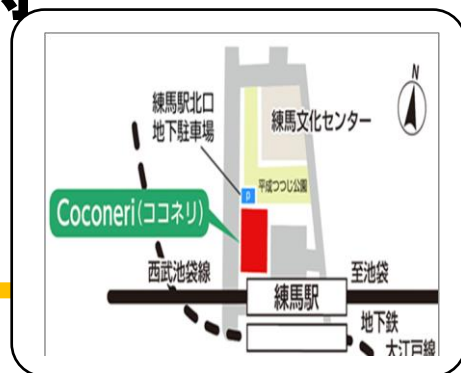 N
練馬駅北口
地下駐車場
練馬文化センター
P
平成つつじ公園
Coconeri(ココネリ)
西武池袋線
至池袋
練馬駅
地下鉄
大江戸線